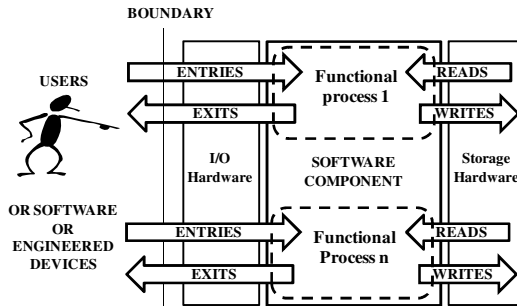 BOUNDARY
USERS
ENTRIES
EXITS
Functional
process 1
READS
WRITES
I/O
Hardware
SOFTWARE
COMPONENT
Storage
Hardware
OR SOFTWARE
OR
ENGINEERED
DEVICES
ENTRIES
EXITS
Functional
Process n
READS
WRITES